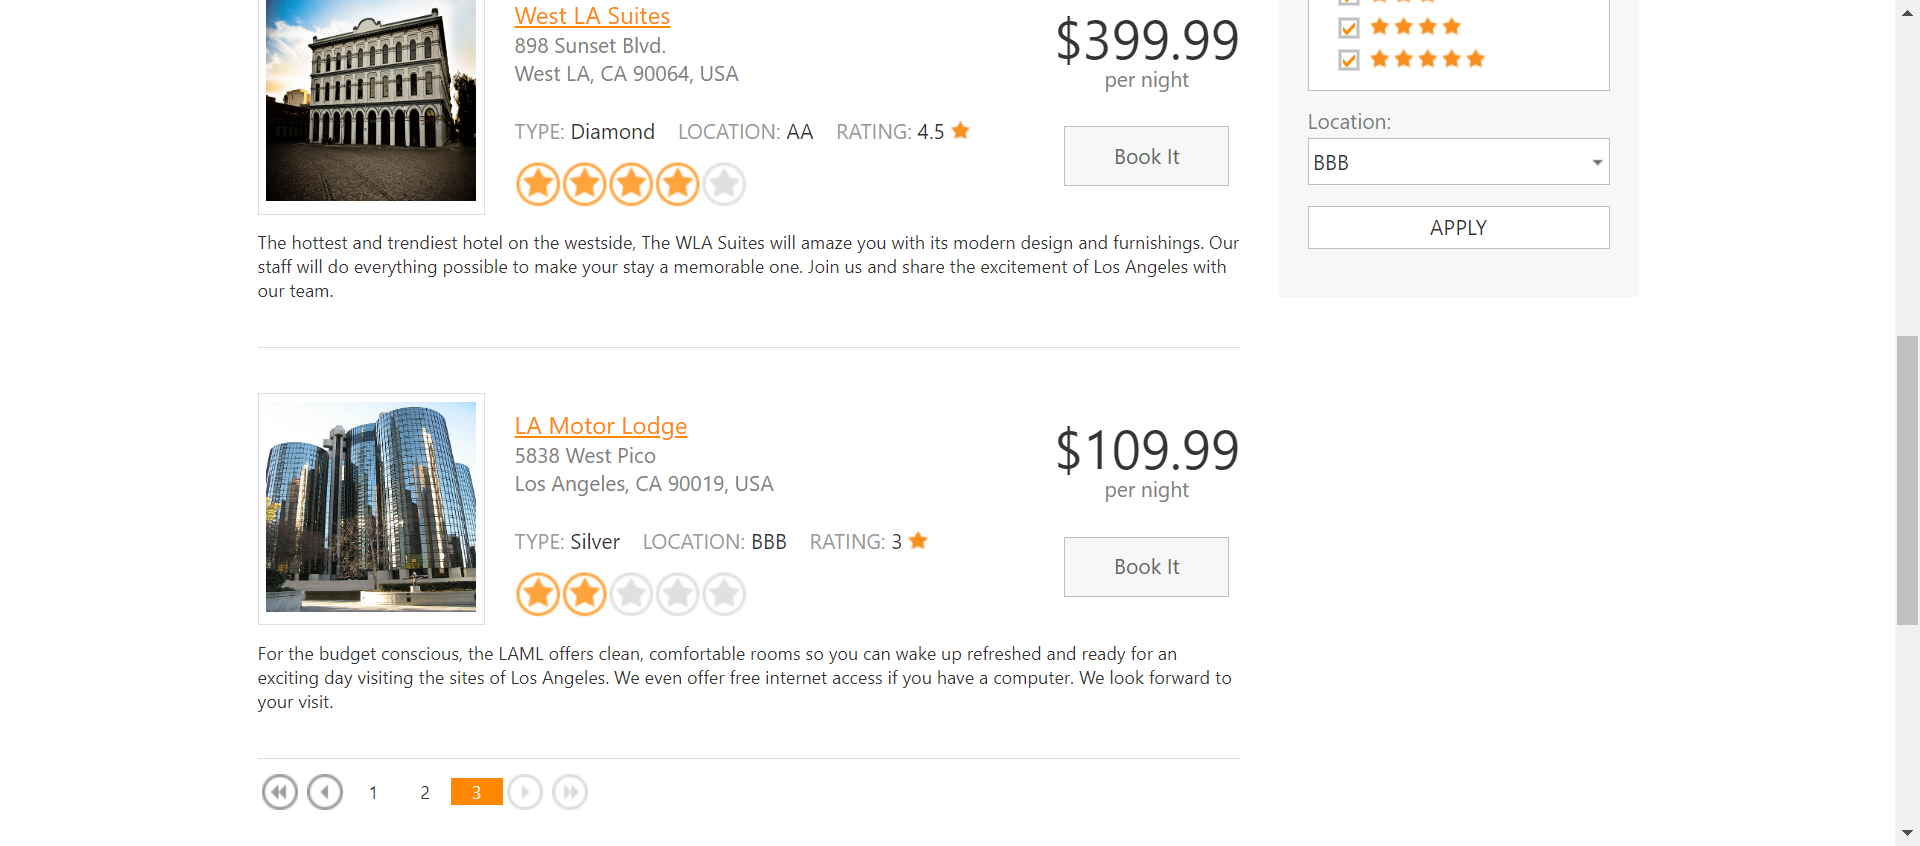 West LA Suites
898 Sunset Blvd.
West LA, CA 90064, USA
$399.99
per night
TYPE: Diamond LOCATION: AA RATING: 4.5
Book It
The hottest and trendiest hotel on the westside, The WLA Suites will amaze you with its modern design and furnishings. Our
staff will do everything possible to make your stay a memorable one. Join us and share the excitement of Los Angeles with
our team.
LA Motor Lodge
5838 West Pico
Los Angeles, CA 90019, USA
$109.99
per night
TYPE: Silver LOCATION: BBB RATING: 3
Book It
For the budget conscious, the LAML offers clean, comfortable rooms so you can wake up refreshed and ready for an
exciting day visiting the sites of Los Angeles. We even offer free internet access if you have a computer. We look forward to
your visit.
1 2 3
Location:
BBB
APPLY